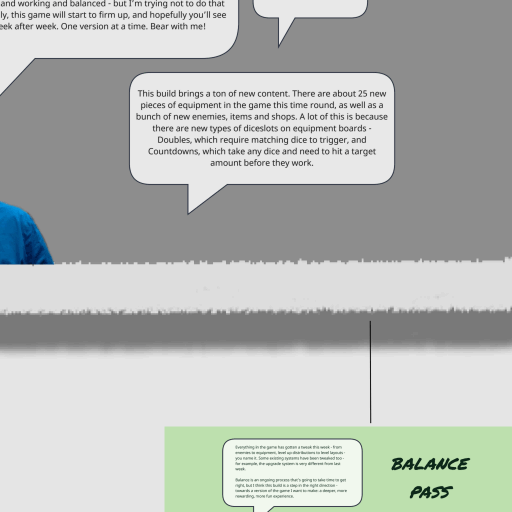 and working and balanced - but I'm trying not to do that
ly, this game will start to firm up, and hopefully you'll see
eek after week. One version at a time. Bear with me!
This build brings a ton of new content. There are about 25 new
pieces of equipment in the game this time round, as well as a
bunch of new enemies, items and shops. A lot of this is because
there are new types of diceslots on equipment boards -
Doubles, which require matching dice to trigger, and
Countdowns, which take any dice and need to hit a target
amount before they work.
Everything in the game has gotten a tweak this week - from
enemies to equipment, level up distributions to level layouts -
you name it. Some existing systems have been tweaked too -
for example, the upgrade system is very different from last
week.
Balance is an ongoing process that's going to take time to get
right, but I think this build is a step in the right direction -
towards a version of the game I want to make; a deeper, more
rewarding, more fun experience.
BALANCE
PASS